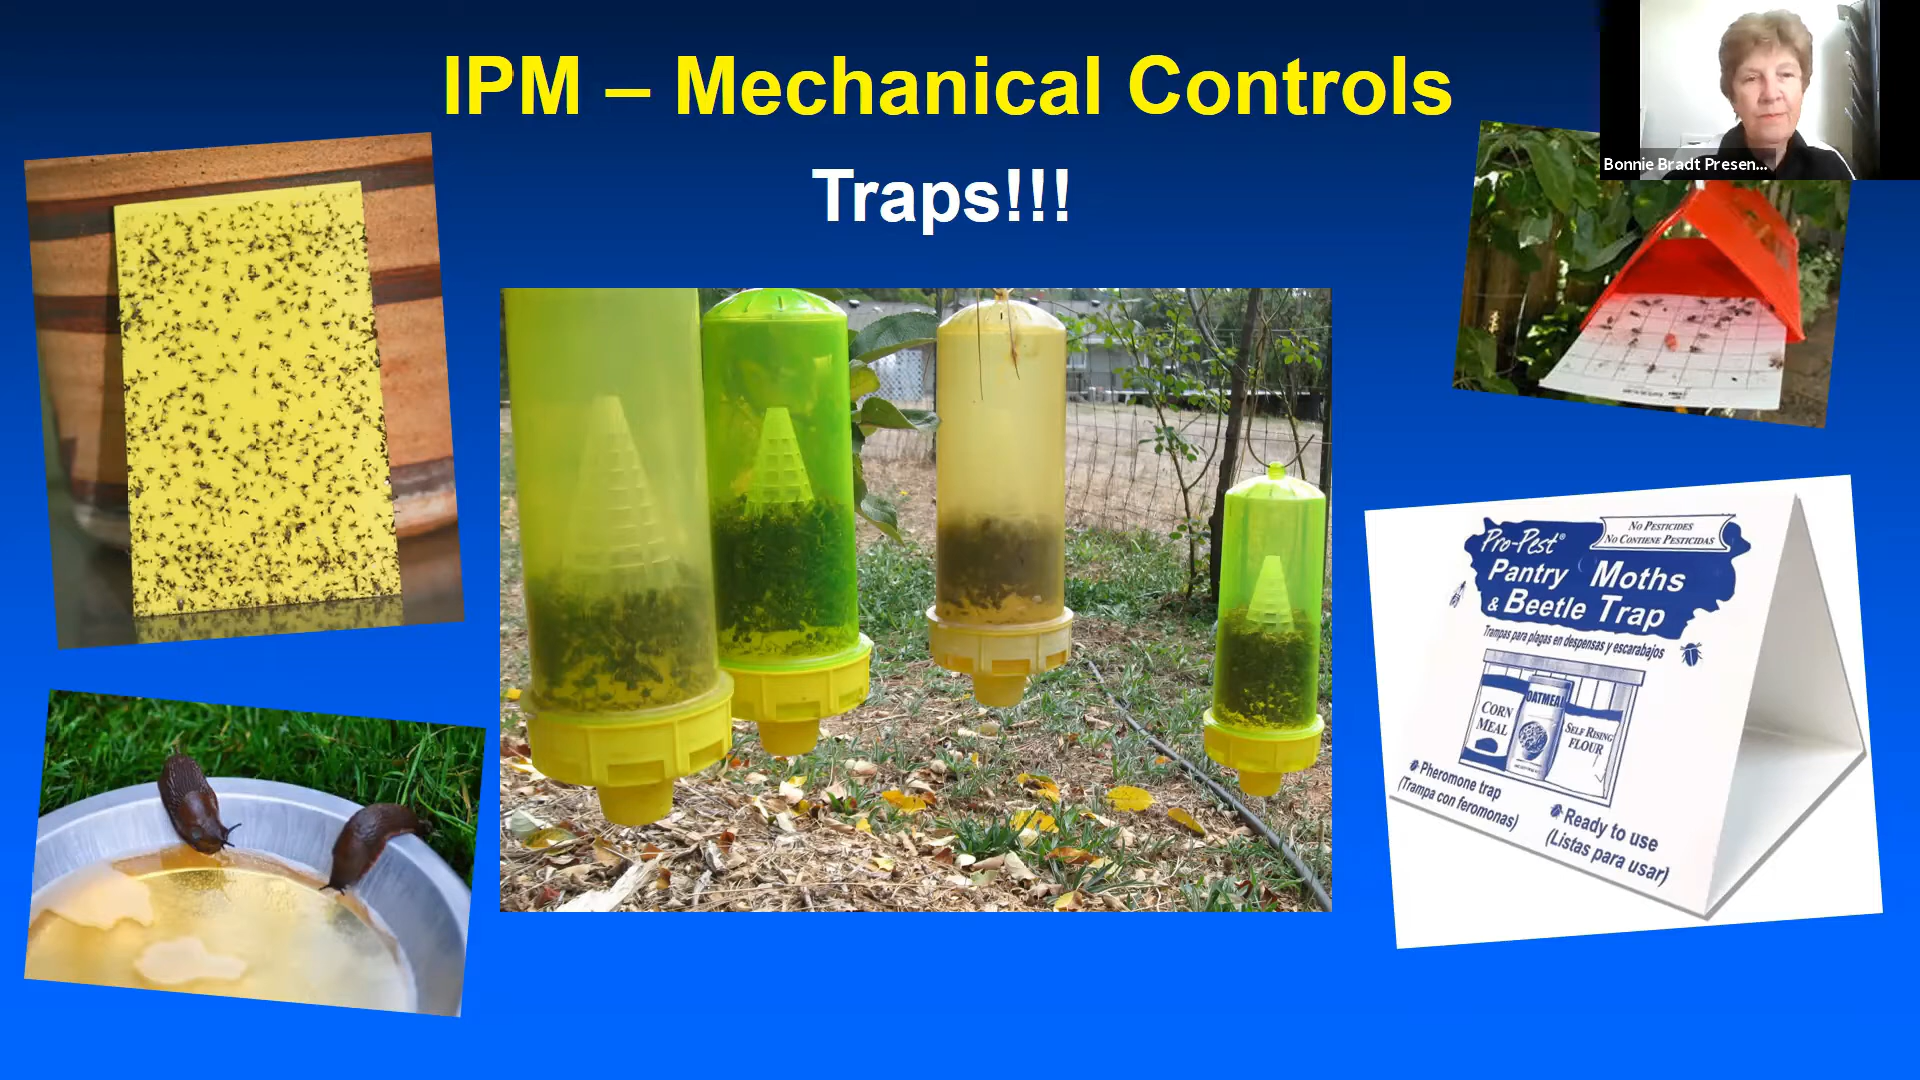 IPM – Mechanical Controls
Traps!!!
Bonnie Bradt Presen...
Pro-Pest®
No Pesticides
No Contiene Pesticidas
Pantry Moths
& Beetle Trap
Trampas para plagas en despensas y escarabajos
CORN
MEAL
OATMEAL
SELF RISING
FLOUR
Pheromone trap
(Trampa con feromonas)
Ready to use
(Listas para usar)